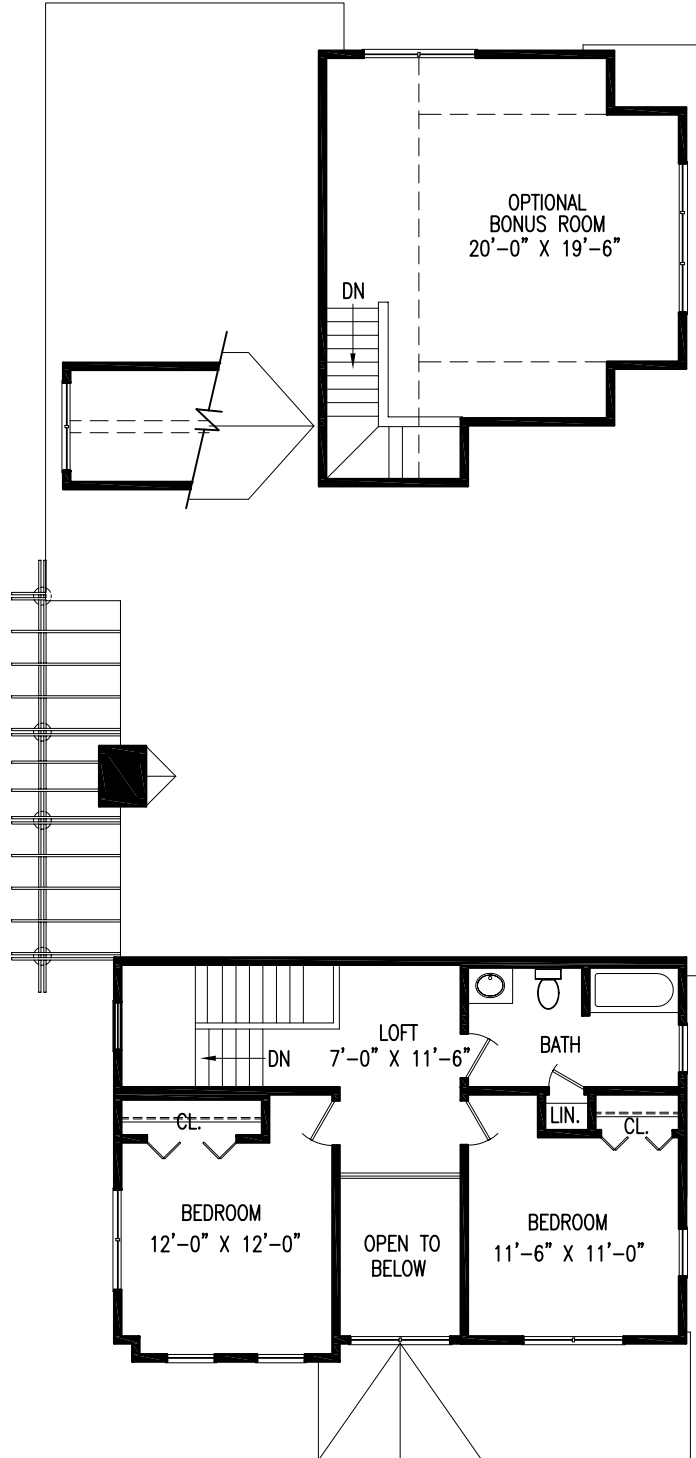 OPTIONAL
BONUS ROOM
20'-0" X 19'-6"
DN
LOFT
7'-0" X 11'-6"
DN
BATH
CL.
LIN.
CL.
BEDROOM
12'-0" X 12'-0"
OPEN TO
BELOW
BEDROOM
11'-6" X 11'-0"